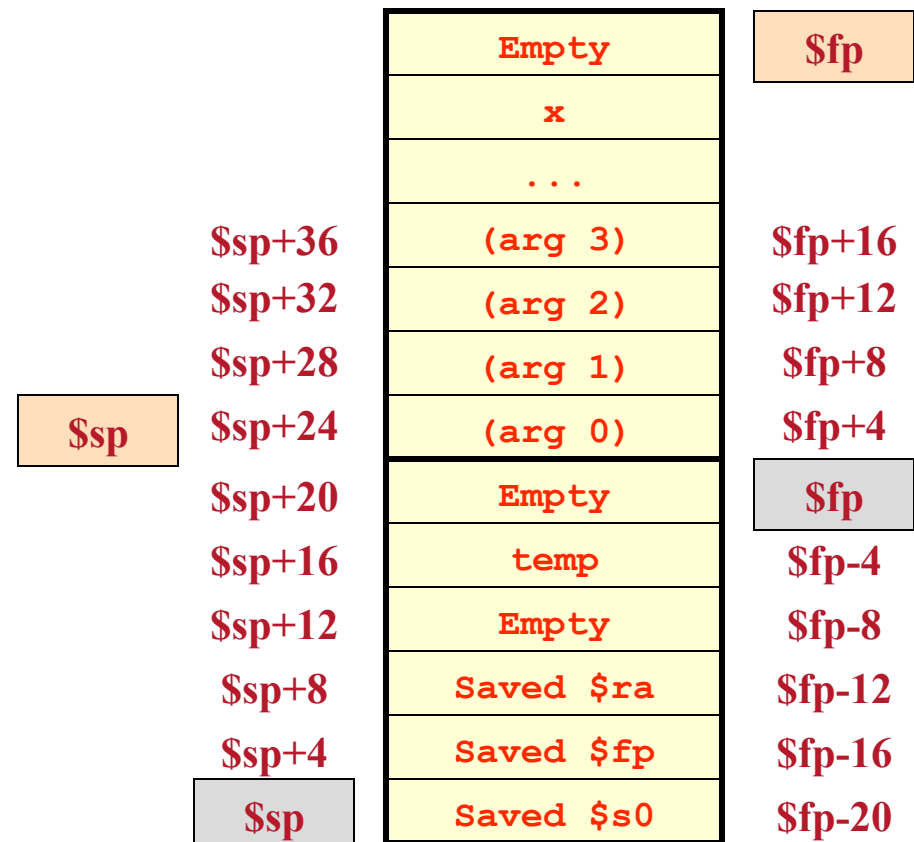 Empty $fp
x
...
$sp+36 (arg 3) $fp+16
$sp+32 (arg 2) $fp+12
$sp+28 (arg 1) $fp+8
$sp $sp+24 (arg 0) $fp+4
$sp+20 Empty $fp
$sp+16 temp $fp-4
$sp+12 Empty $fp-8
$sp+8 Saved $ra $fp-12
$sp+4 Saved $fp $fp-16
$sp Saved $s0 $fp-20